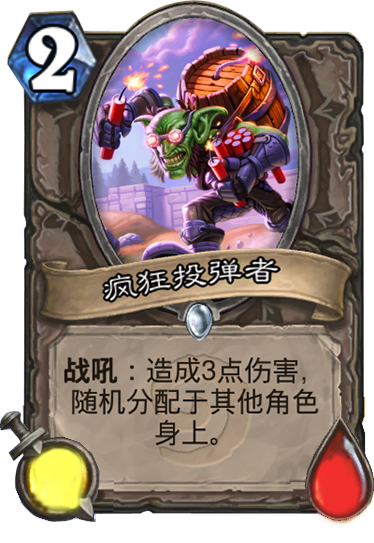 2
疯狂投弹者
战吼：造成3点伤害，
随机分配于其他角色
身上。